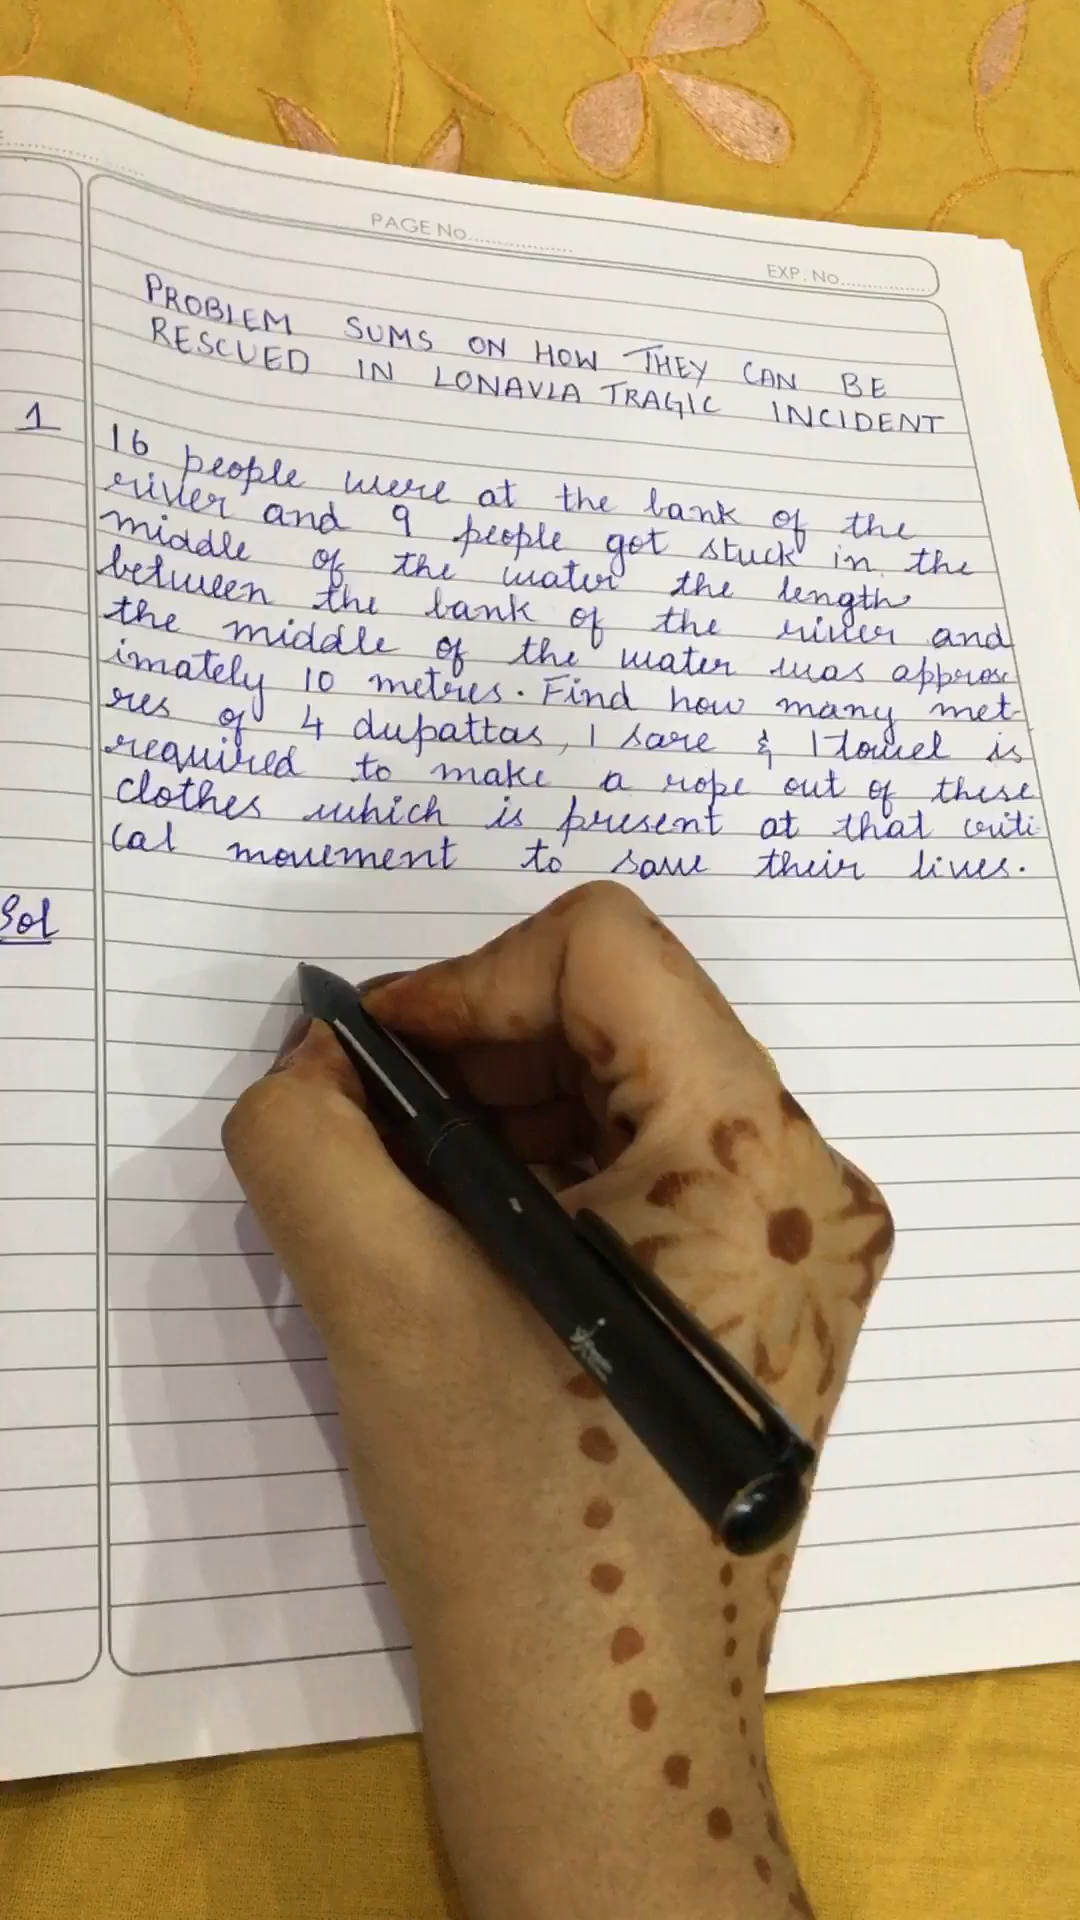 PAGE No.
EXP. No.
PROBLEM SUMS ON HOW THEY CAN BE
RESCUED IN LONAVLA TRAGIC INCIDENT
1
16 people were at the bank of the
river and 9 people got stuck in the
middle of the water the length
between the bank of the river and
the middle of the water was approx
imately 10 metres. Find how many met-
res of 4 dupattas, 1 sare & 1 towel is
required to make a rope out of these
clothes which is present at that criti
cal movement to save their lives.
Sol